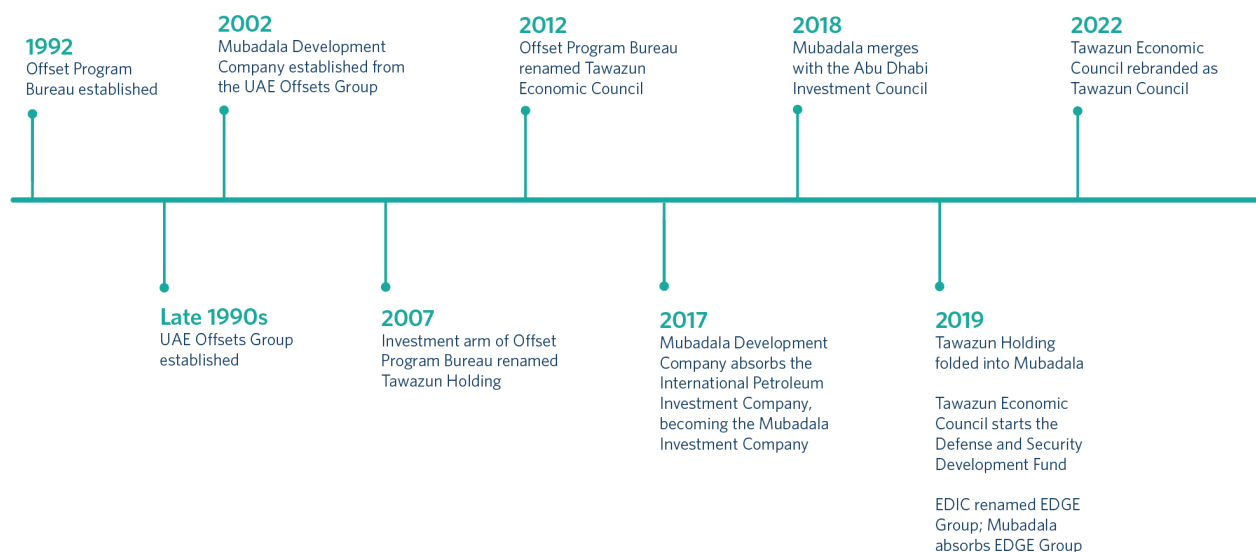 1992
Offset Program
Bureau established
2002
Mubadala Development
Company established from
the UAE Offsets Group
2012
Offset Program Bureau
renamed Tawazun
Economic Council
2018
Mubadala merges
with the Abu Dhabi
Investment Council
2022
Tawazun Economic
Council rebranded as
Tawazun Council
Late 1990s
UAE Offsets Group
established
2007
Investment arm of Offset
Program Bureau renamed
Tawazun Holding
2017
Mubadala Development
Company absorbs the
International Petroleum
Investment Company,
becoming the Mubadala
Investment Company
2019
Tawazun Holding
folded into Mubadala
Tawazun Economic
Council starts the
Defense and Security
Development Fund
EDIC renamed EDGE
Group; Mubadala
absorbs EDGE Group